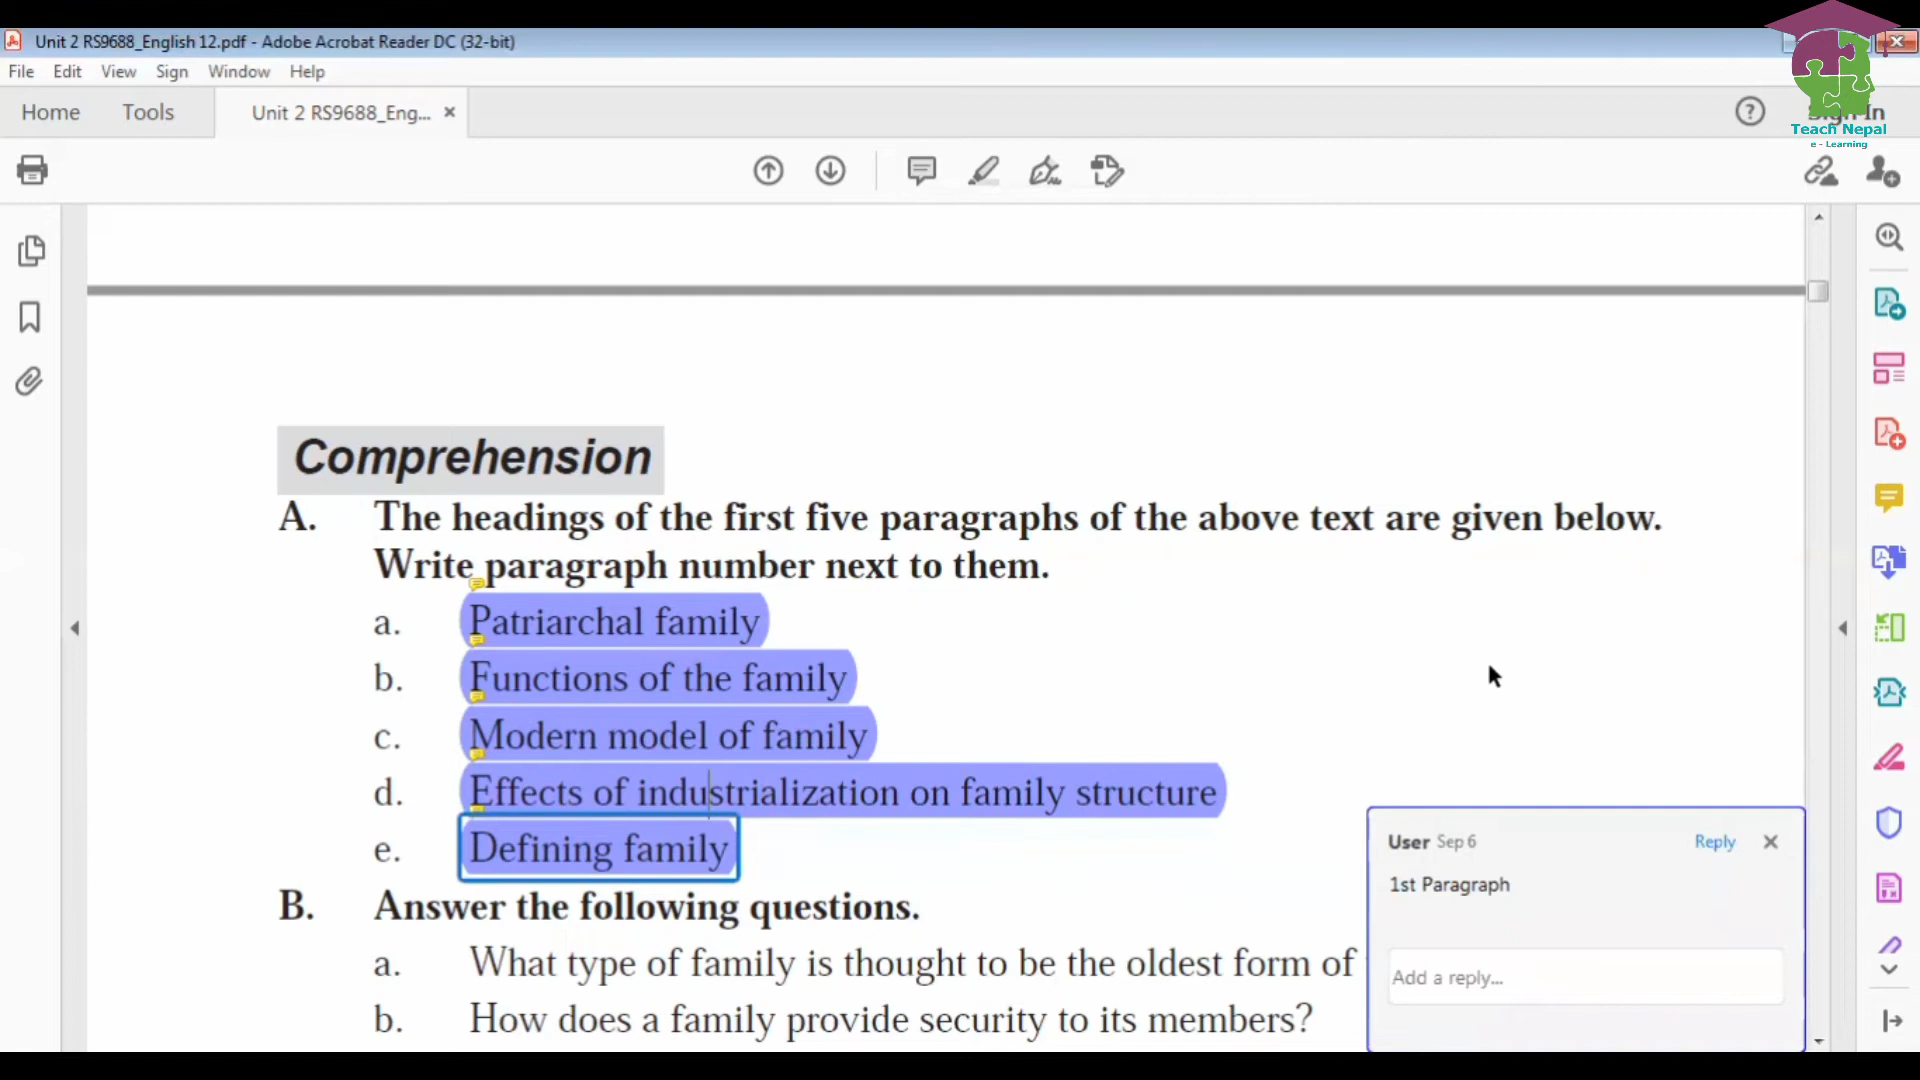 Unit 2 RS9688_English 12.pdf - Adobe Acrobat Reader DC (32-bit)
File Edit View Sign Window Help
Home Tools Unit 2 RS9688_Eng... × Sign In
Teach Nepal
e - Learning
Comprehension
A. The headings of the first five paragraphs of the above text are given below.
Write paragraph number next to them.
a. Patriarchal family
b. Functions of the family
c. Modern model of family
d. Effects of industrialization on family structure
e. Defining family
B. Answer the following questions.
a. What type of family is thought to be the oldest form of
b. How does a family provide security to its members?
User Sep 6 Reply
1st Paragraph
Add a reply...